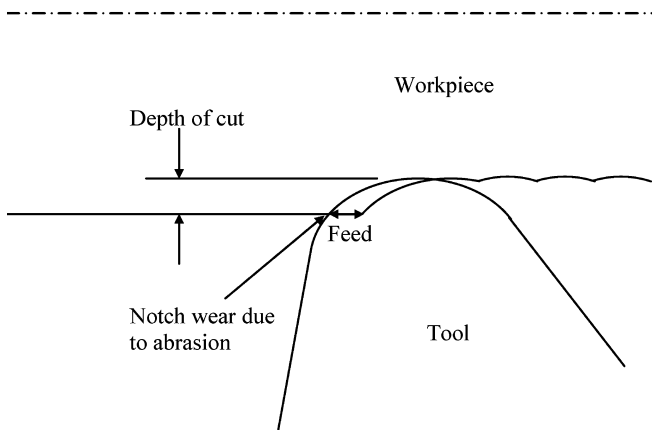 Workpiece
Depth of cut
Feed
Notch wear due
to abrasion
Tool